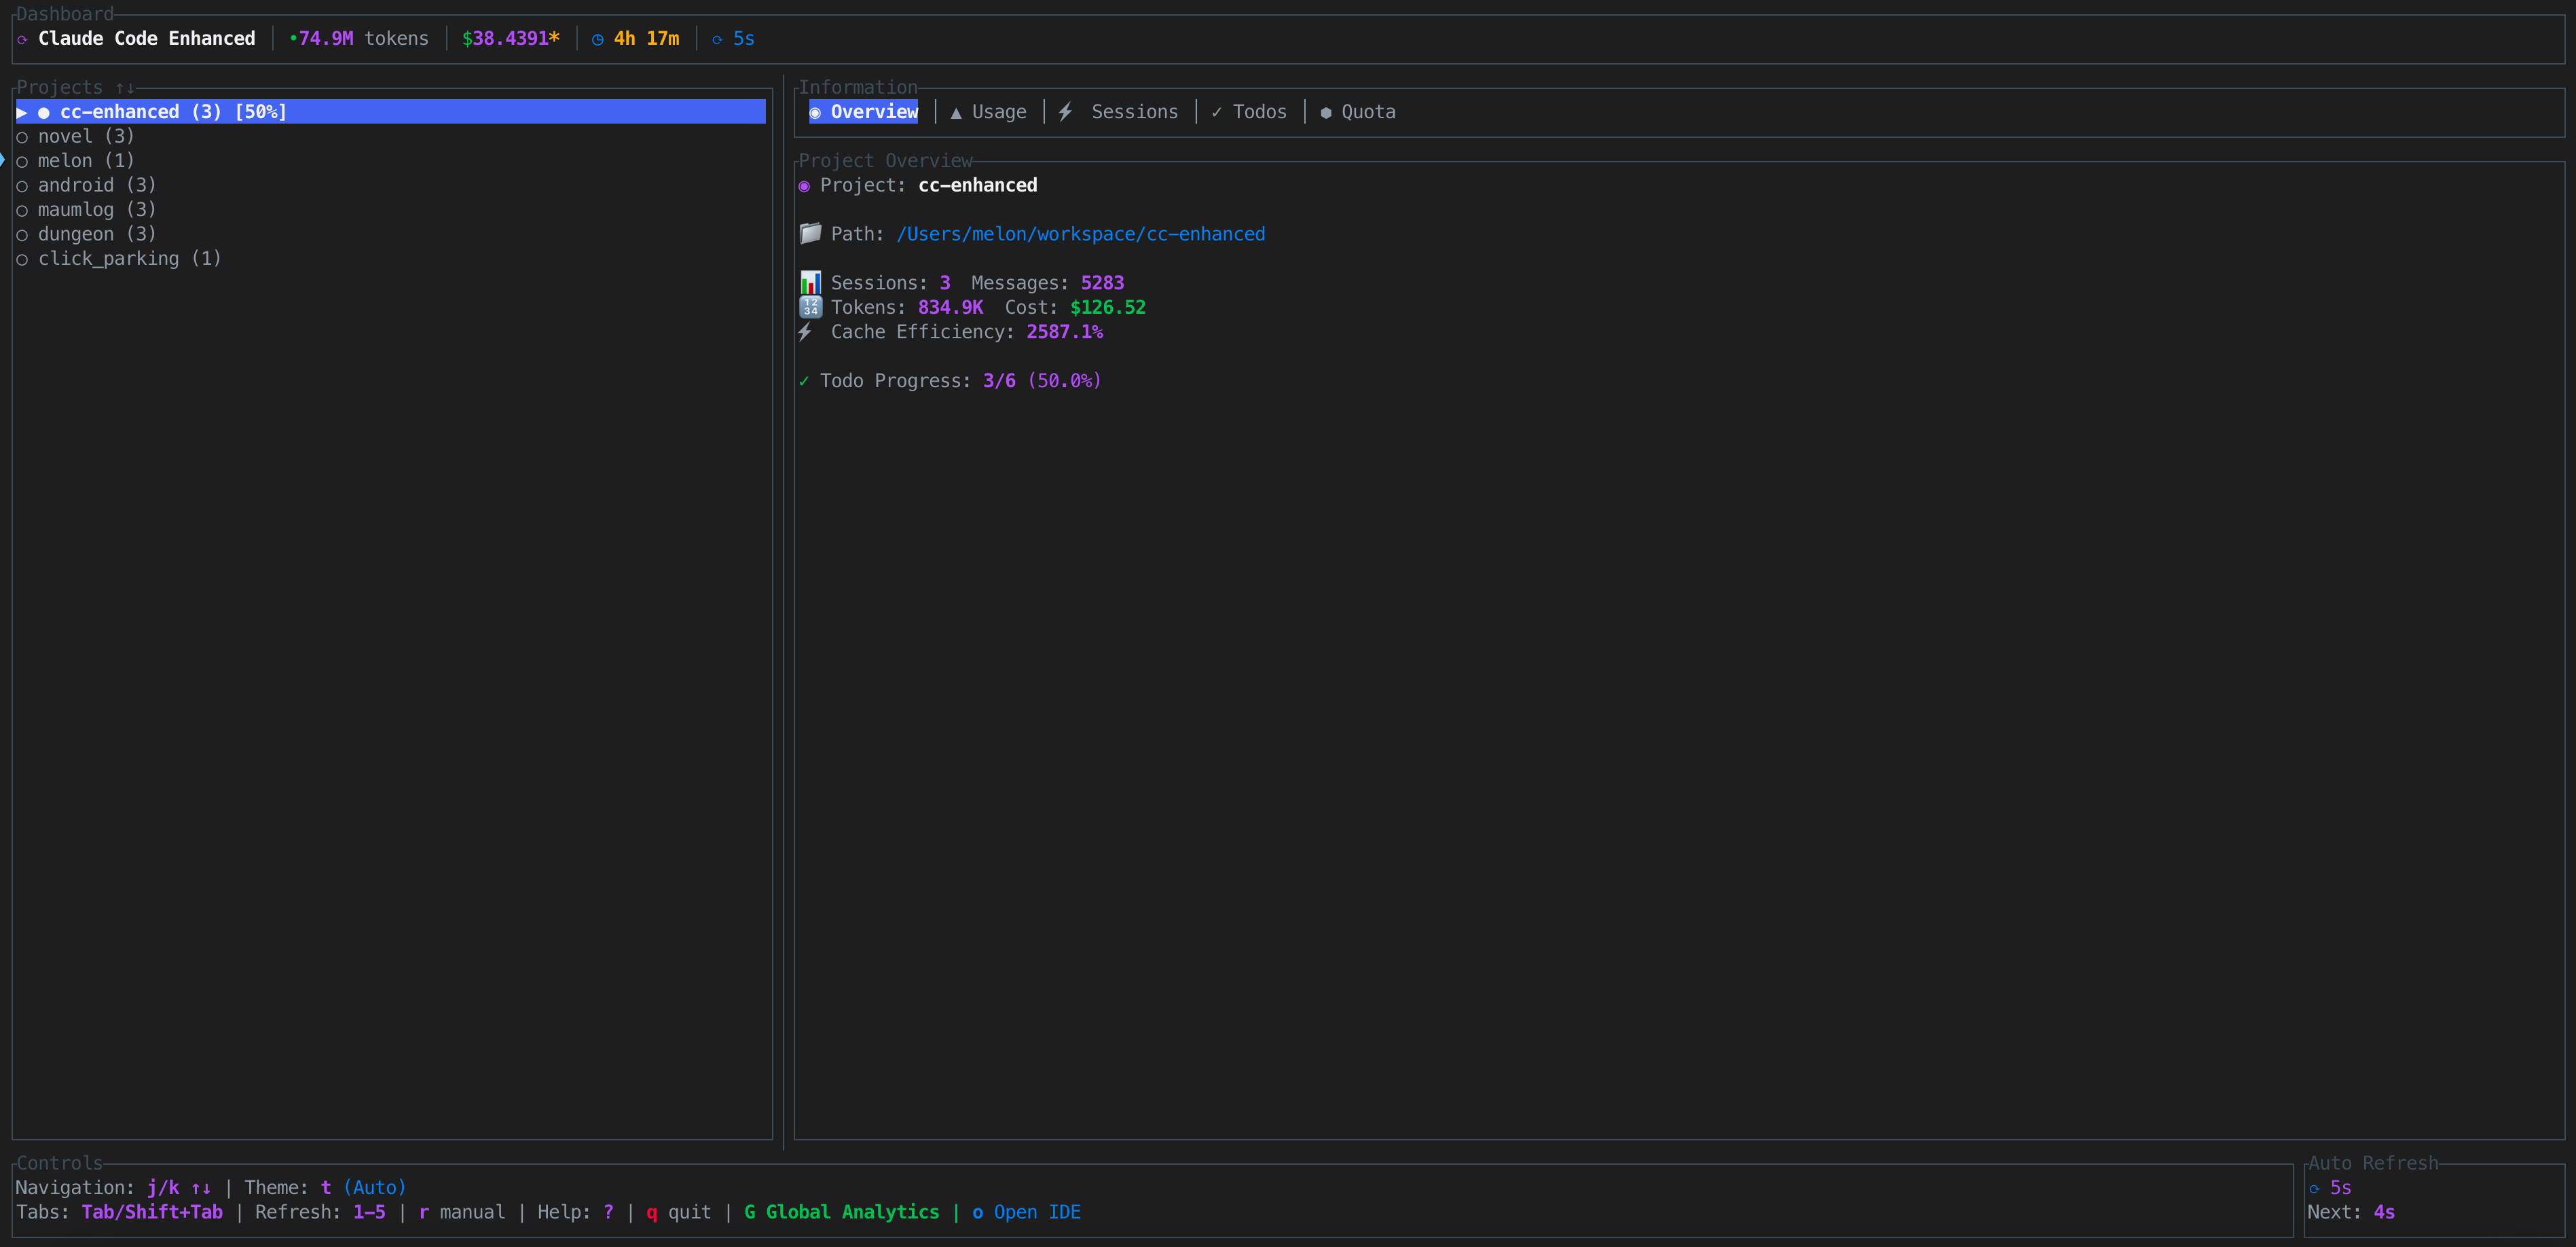 Dashboard
⟳ Claude Code Enhanced │ •74.9M tokens │ $38.4391* │ ◷ 4h 17m │ ⟳ 5s
Projects ↑↓
▶ ● cc-enhanced (3) [50%]
○ novel (3)
○ melon (1)
○ android (3)
○ maumlog (3)
○ dungeon (3)
○ click_parking (1)
Information
◉ Overview │ ▲ Usage │ ⚡ Sessions │ ✓ Todos │ ⬢ Quota
Project Overview
◉ Project: cc-enhanced
📁 Path: /Users/melon/workspace/cc-enhanced
📊 Sessions: 3  Messages: 5283
🔢 Tokens: 834.9K  Cost: $126.52
⚡ Cache Efficiency: 2587.1%
✓ Todo Progress: 3/6 (50.0%)
Controls
Navigation: j/k ↑↓ | Theme: t (Auto)
Tabs: Tab/Shift+Tab | Refresh: 1-5 | r manual | Help: ? | q quit | G Global Analytics | o Open IDE
Auto Refresh
⟳ 5s
Next: 4s